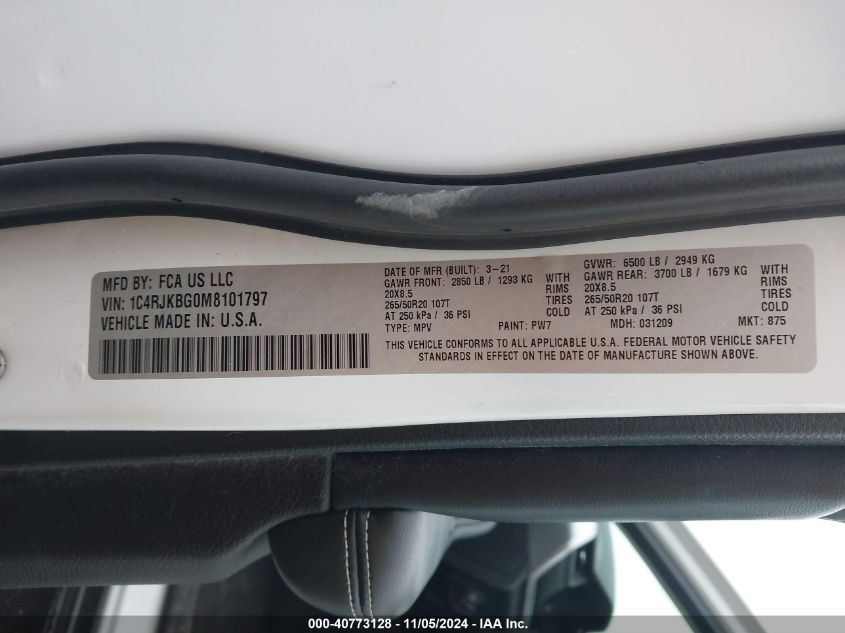 MFD BY: FCA US LLC
VIN: 1C4RJKBG0M8101797
VEHICLE MADE IN: U.S.A.
DATE OF MFR (BUILT): 3-21
GAWR FRONT: 2850 LB / 1293 KG WITH
20X8.5 RIMS
265/50R20 107T TIRES
AT 250 kPa / 36 PSI COLD
TYPE: MPV PAINT: PW7
GVWR: 6500 LB / 2949 KG
GAWR REAR: 3700 LB / 1679 KG WITH
20X8.5 RIMS
265/50R20 107T TIRES
AT 250 kPa / 36 PSI COLD
MDH: 031209 MKT: 875
THIS VEHICLE CONFORMS TO ALL APPLICABLE U.S.A. FEDERAL MOTOR VEHICLE SAFETY
STANDARDS IN EFFECT ON THE DATE OF MANUFACTURE SHOWN ABOVE.
000-40773128 - 11/05/2024 - IAA Inc.